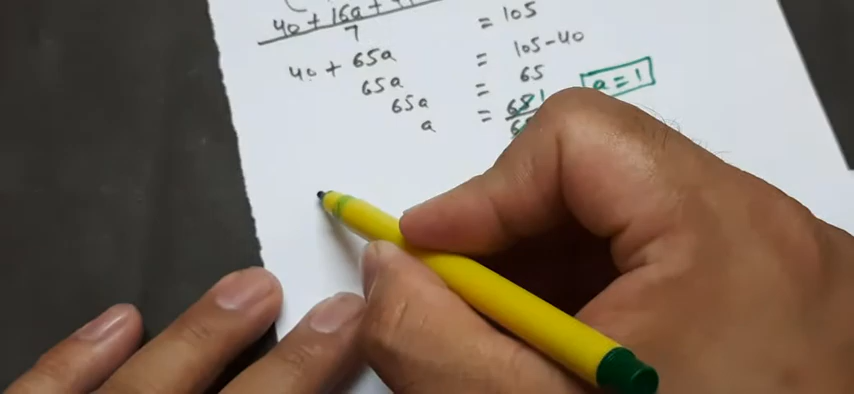 40 + 16a +
7 = 105
40 + 65a = 105-40
65a = 65
65a =
a =
a = 1